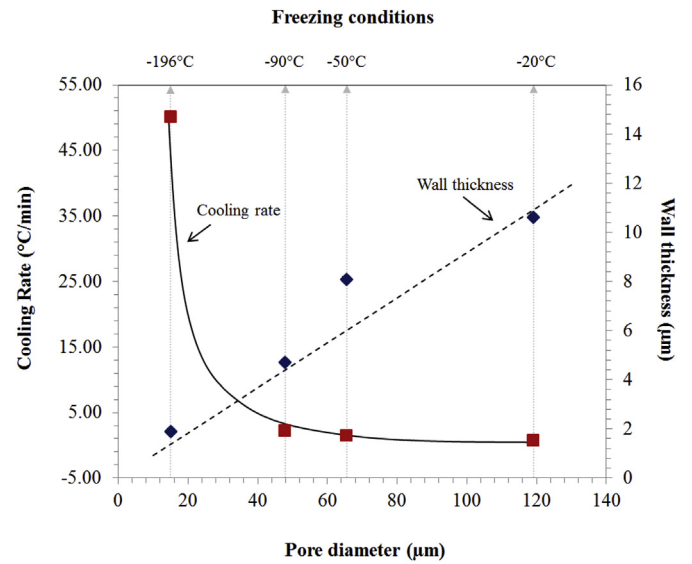 Freezing conditions
-196°C -90°C -50°C -20°C
55.00
45.00
35.00
25.00
15.00
5.00
-5.00
Cooling Rate (°C/min)
Cooling rate
Wall thickness
16
14
12
10
8
6
4
2
0
Wall thickness (µm)
0 20 40 60 80 100 120 140
Pore diameter (µm)